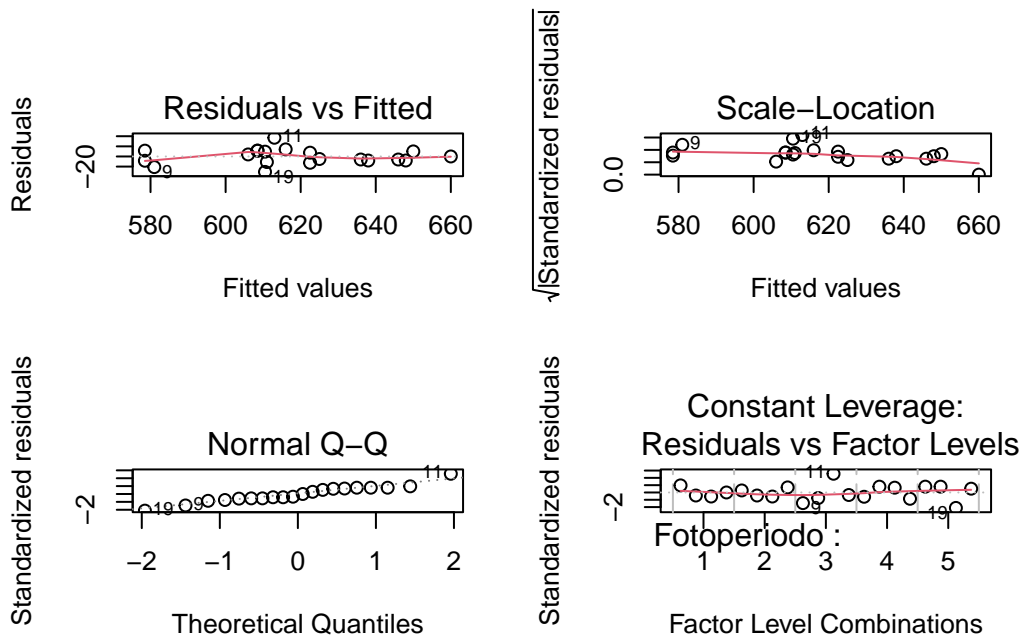 Residuals vs Fitted
Residuals
−20
11
9
19
580 600 620 640 660
Fitted values
Scale−Location
√|Standardized residuals|
0.0
9
19
11
580 600 620 640 660
Fitted values
Normal Q−Q
Standardized residuals
−2
19
9
11
−2 −1 0 1 2
Theoretical Quantiles
Constant Leverage:
Residuals vs Factor Levels
Standardized residuals
−2
11
9
19
Fotoperiodo :
1 2 3 4 5
Factor Level Combinations